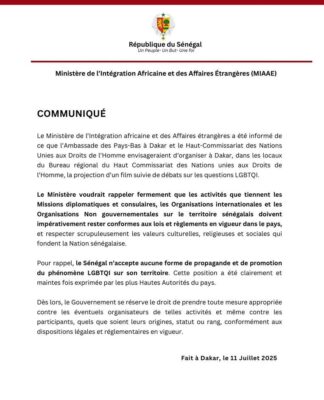 République du Sénégal
Un Peuple- Un But- Une Foi
Ministère de l'Intégration Africaine et des Affaires Étrangères (MIAAE)
COMMUNIQUÉ
Le Ministère de l'Intégration africaine et des Affaires étrangères a été informé de
ce que l'Ambassade des Pays-Bas à Dakar et le Haut-Commissariat des Nations
Unies aux Droits de l'Homme envisageraient d'organiser à Dakar, dans les locaux
du Bureau régional du Haut Commissariat des Nations unies aux Droits de
l'Homme, la projection d'un film suivie de débats sur les questions LGBTQI.
Le Ministère voudrait rappeler fermement que les activités que tiennent les
Missions diplomatiques et consulaires, les Organisations internationales et les
Organisations Non gouvernementales sur le territoire sénégalais doivent
impérativement rester conformes aux lois et règlements en vigueur dans le pays,
et respecter scrupuleusement les valeurs culturelles, religieuses et sociales qui
fondent la Nation sénégalaise.
Pour rappel, le Sénégal n'accepte aucune forme de propagande et de promotion
du phénomène LGBTQI sur son territoire. Cette position a été clairement et
maintes fois exprimée par les plus Hautes Autorités du pays.
Dès lors, le Gouvernement se réserve le droit de prendre toute mesure appropriée
contre les éventuels organisateurs de telles activités et même contre les
participants, quels que soient leurs origines, statut ou rang, conformément aux
dispositions légales et réglementaires en vigueur.
Fait à Dakar, le 11 Juillet 2025